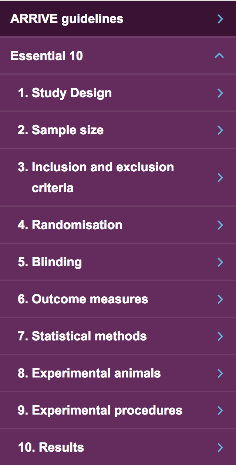 ARRIVE guidelines
Essential 10
1. Study Design
2. Sample size
3. Inclusion and exclusion
criteria
4. Randomisation
5. Blinding
6. Outcome measures
7. Statistical methods
8. Experimental animals
9. Experimental procedures
10. Results